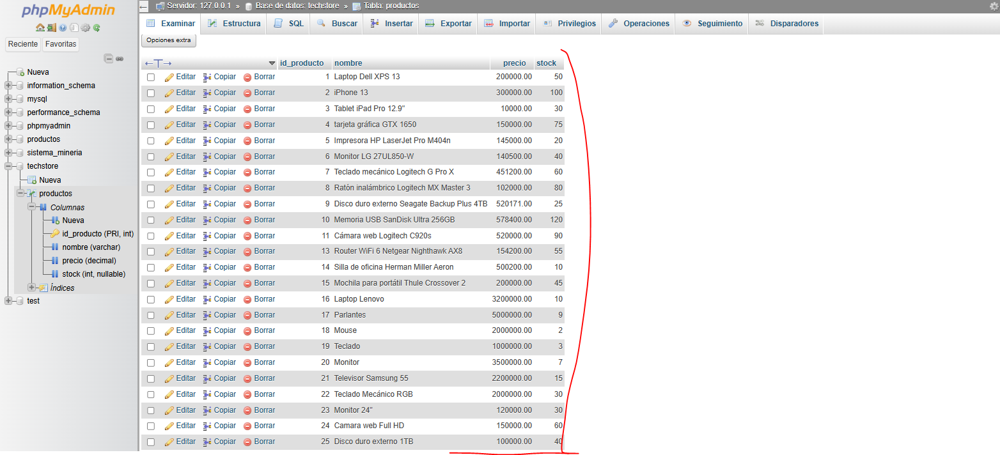 phpMyAdmin
Reciente Favoritas
Nueva
information_schema
mysql
performance_schema
phpmyadmin
productos
sistema_mineria
techstore
Nueva
productos
Columnas
Nueva
id_producto (PRI, int)
nombre (varchar)
precio (decimal)
stock (int, nullable)
Índices
test
Servidor: 127.0.0.1 » Base de datos: techstore » Tabla: productos
Examinar Estructura SQL Buscar Insertar Exportar Importar Privilegios Operaciones Seguimiento Disparadores
Opciones extra
←T→ id_producto nombre precio stock
Editar Copiar Borrar 1 Laptop Dell XPS 13 200000.00 50
Editar Copiar Borrar 2 iPhone 13 300000.00 100
Editar Copiar Borrar 3 Tablet iPad Pro 12.9" 10000.00 30
Editar Copiar Borrar 4 tarjeta gráfica GTX 1650 150000.00 75
Editar Copiar Borrar 5 Impresora HP LaserJet Pro M404n 145000.00 20
Editar Copiar Borrar 6 Monitor LG 27UL850-W 140500.00 40
Editar Copiar Borrar 7 Teclado mecánico Logitech G Pro X 451200.00 60
Editar Copiar Borrar 8 Ratón inalámbrico Logitech MX Master 3 102000.00 80
Editar Copiar Borrar 9 Disco duro externo Seagate Backup Plus 4TB 520171.00 25
Editar Copiar Borrar 10 Memoria USB SanDisk Ultra 256GB 578400.00 120
Editar Copiar Borrar 11 Cámara web Logitech C920s 520000.00 90
Editar Copiar Borrar 13 Router WiFi 6 Netgear Nighthawk AX8 154200.00 55
Editar Copiar Borrar 14 Silla de oficina Herman Miller Aeron 500200.00 10
Editar Copiar Borrar 15 Mochila para portátil Thule Crossover 2 200000.00 45
Editar Copiar Borrar 16 Laptop Lenovo 3200000.00 10
Editar Copiar Borrar 17 Parlantes 5000000.00 9
Editar Copiar Borrar 18 Mouse 2000000.00 2
Editar Copiar Borrar 19 Teclado 1000000.00 3
Editar Copiar Borrar 20 Monitor 3500000.00 7
Editar Copiar Borrar 21 Televisor Samsung 55 2200000.00 15
Editar Copiar Borrar 22 Teclado Mecánico RGB 2000000.00 30
Editar Copiar Borrar 23 Monitor 24" 120000.00 30
Editar Copiar Borrar 24 Camara web Full HD 150000.00 60
Editar Copiar Borrar 25 Disco duro externo 1TB 100000.00 40